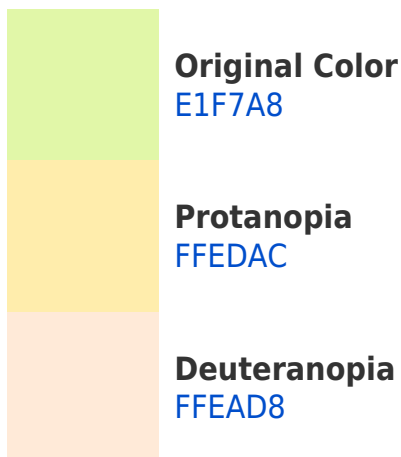 Original Color
E1F7A8
Protanopia
FFEDAC
Deuteranopia
FFEAD8